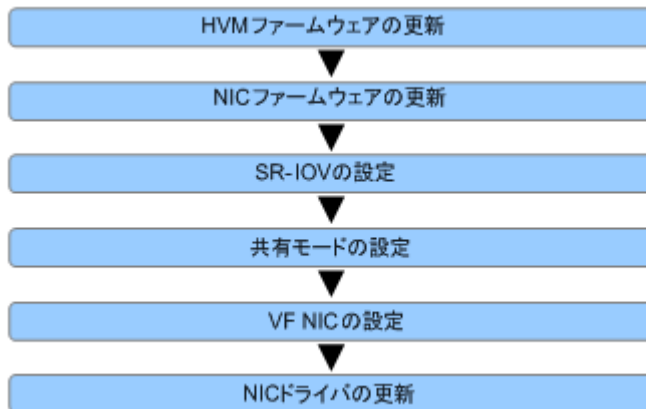 HVMファームウェアの更新
NICファームウェアの更新
SR-IOVの設定
共有モードの設定
VF NICの設定
NICドライバの更新